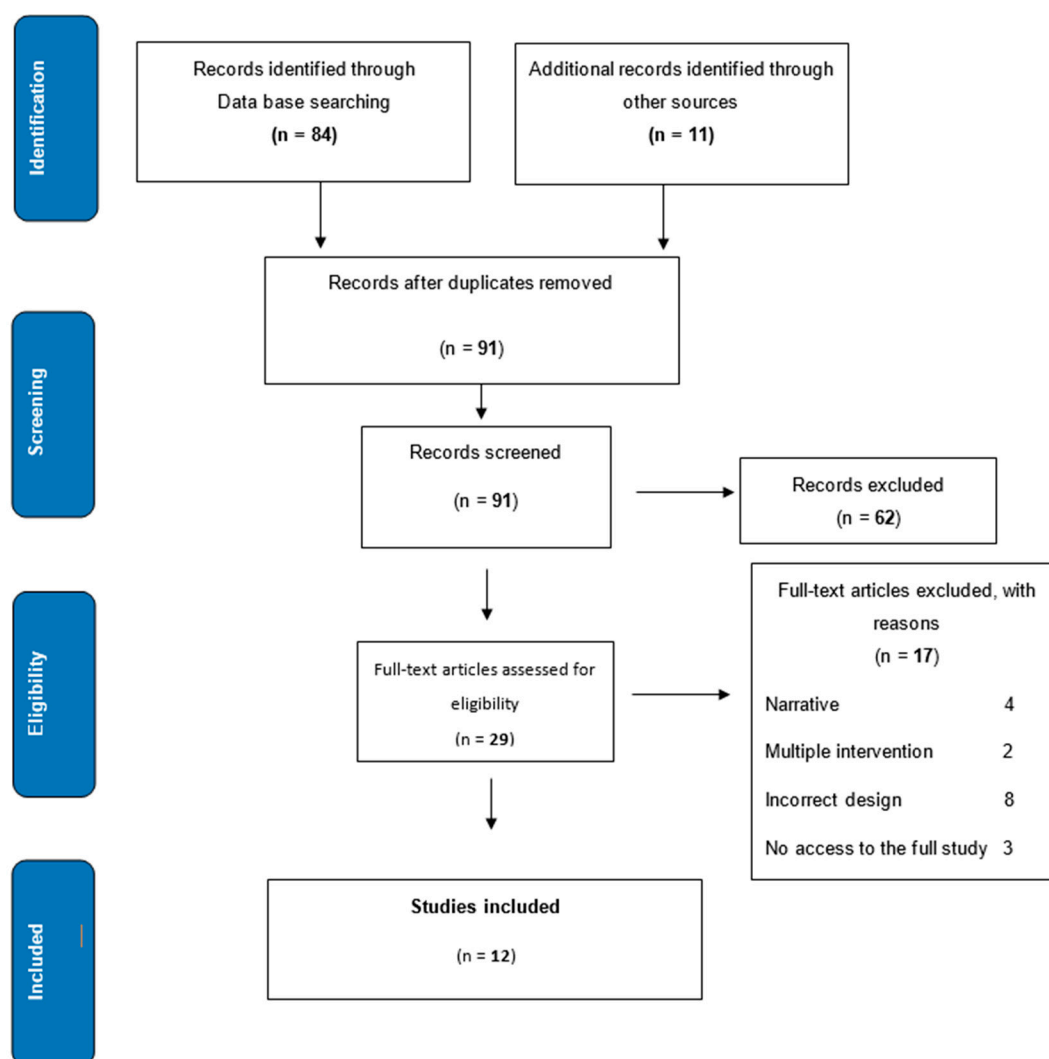 Identification
Records identified through
Data base searching
(n = 84)
Additional records identified through
other sources
(n = 11)
Records after duplicates removed
(n = 91)
Screening
Records screened
(n = 91)
Records excluded
(n = 62)
Eligibility
Full-text articles assessed for
eligibility
(n = 29)
Full-text articles excluded, with
reasons
(n = 17)
Narrative 4
Multiple intervention 2
Incorrect design 8
No access to the full study 3
Included
Studies included
(n = 12)